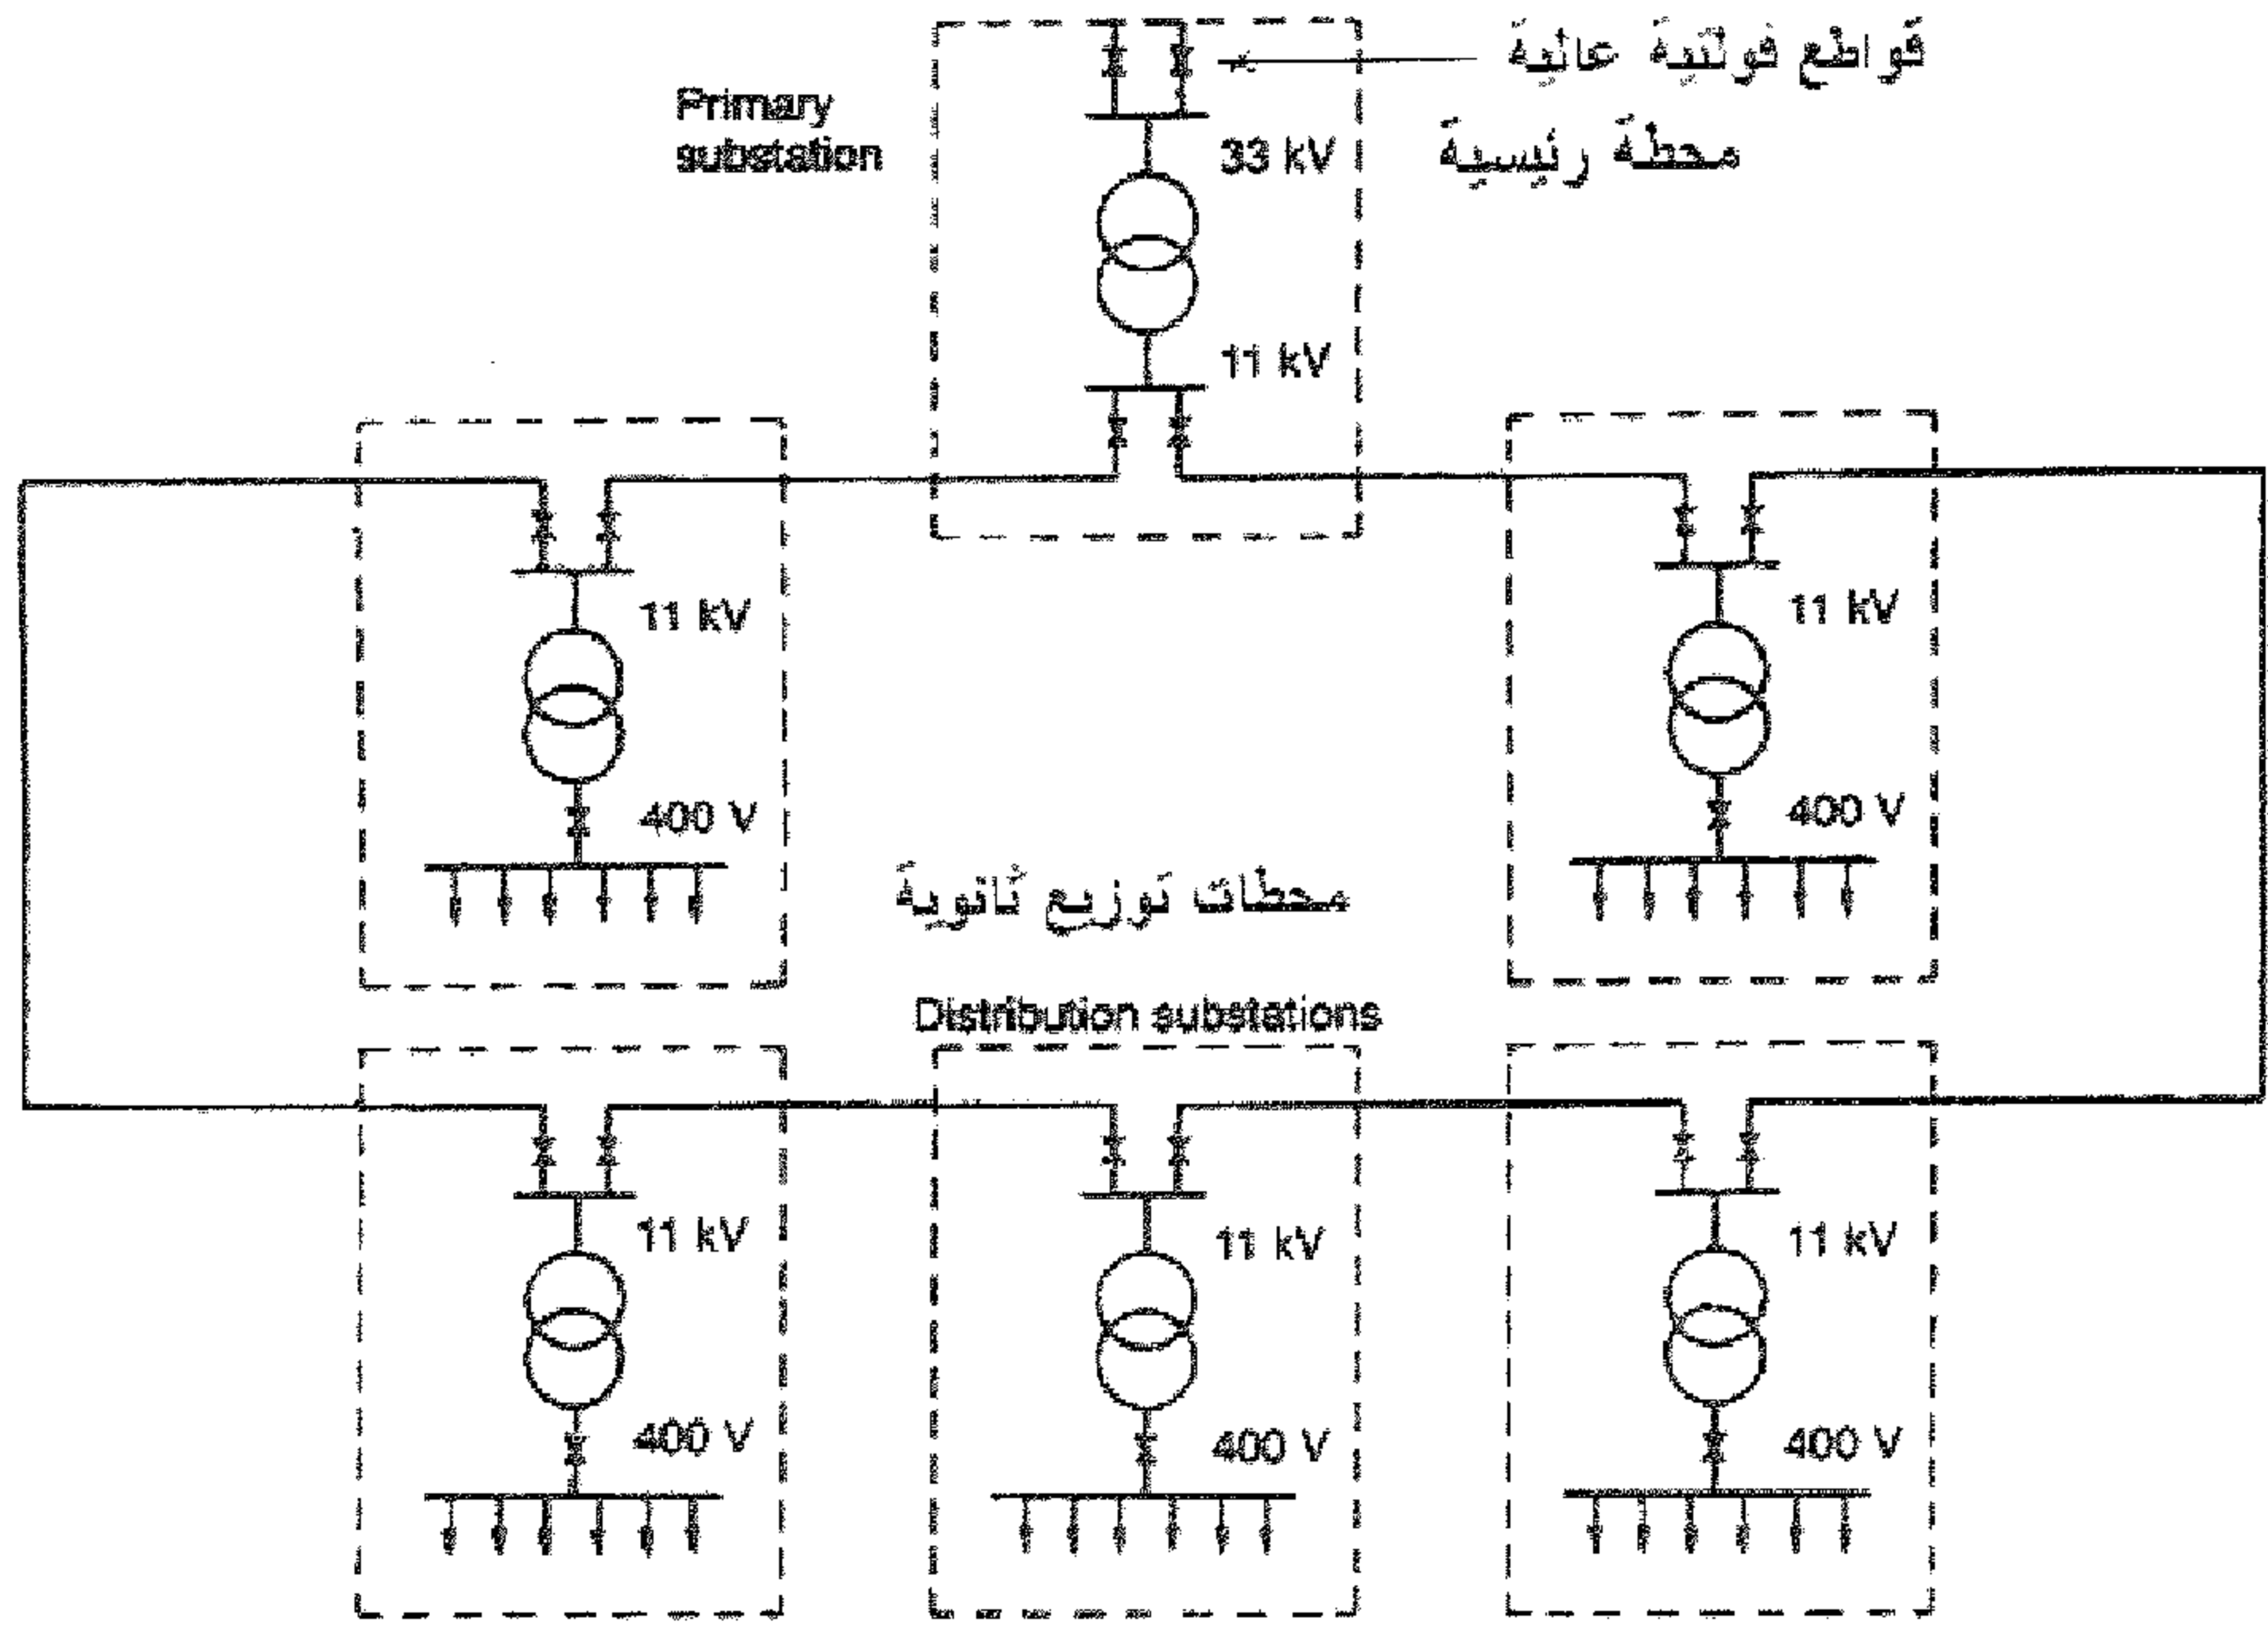 قواطع فولتية عالية
Primary
substation
33 kV
محطة رئيسية
11 kV
11 kV
11 kV
400 V
400 V
محطات توزيع ثانوية
Distribution substations
11 kV
11 kV
11 kV
400 V
400 V
400 V